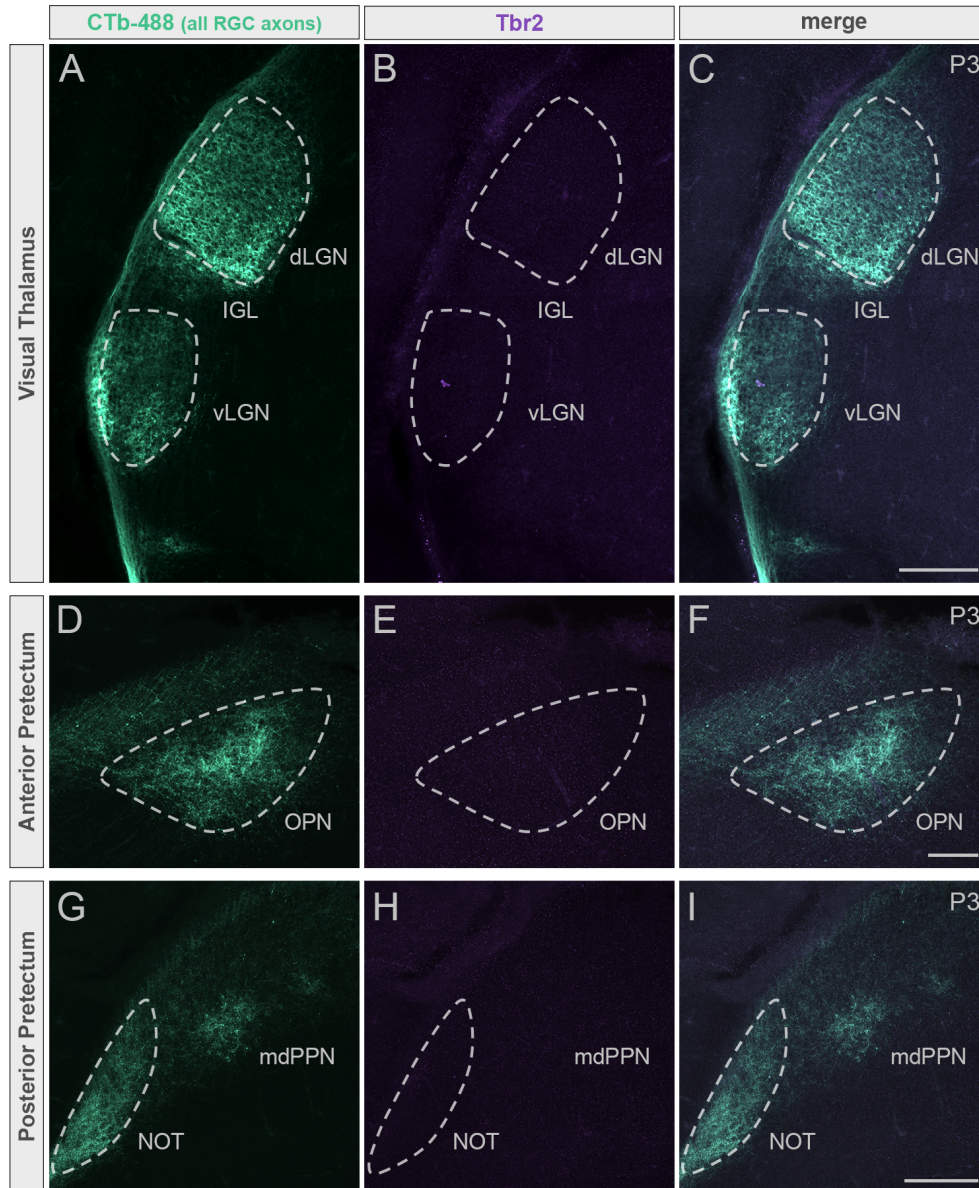 CTb-488 (all RGC axons)
Tbr2
merge
Visual Thalamus
A
dLGN
IGL
vLGN
B
dLGN
IGL
vLGN
C
P3
dLGN
IGL
vLGN
Anterior Pretectum
D
OPN
E
OPN
F
P3
OPN
Posterior Pretectum
G
mdPPN
NOT
H
mdPPN
NOT
I
P3
mdPPN
NOT